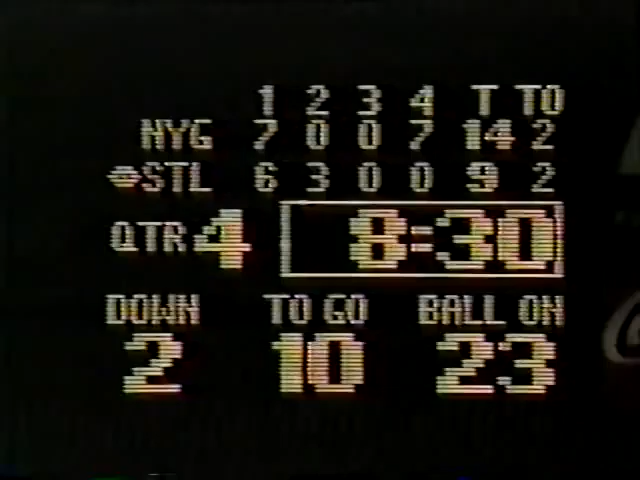 1 2 3 4 T TO
NYG 7 0 0 7 14 2
STL 6 3 0 0 9 2
QTR 4 8:30
DOWN TO GO BALL ON
2 10 23